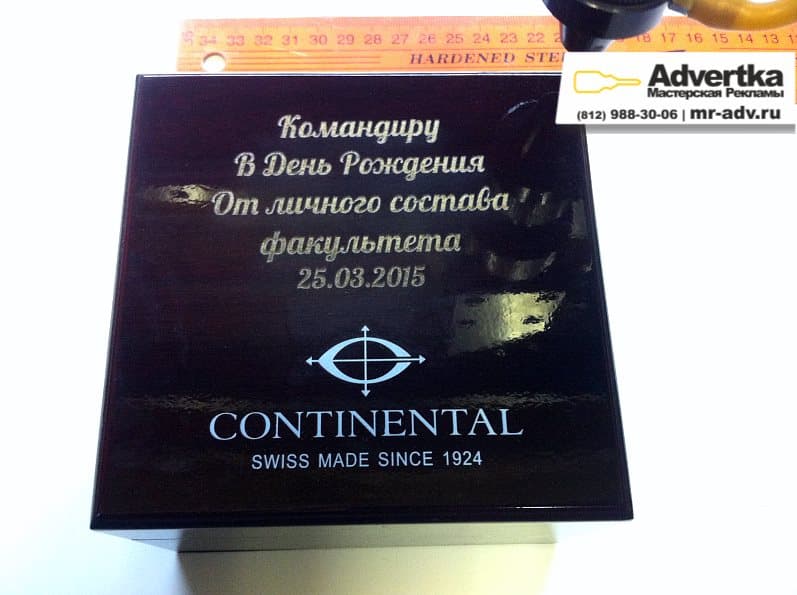 34 33 32 31 30 29 28 27 26 25 24 23 22
18 17 16 15 14 13
HARDENED
Advertka
Мастерская Рекламы
(812) 988-30-06 | mr-adv.ru
Командиру
В День Рождения
От личного состава
факультета
25.03.2015
CONTINENTAL
SWISS MADE SINCE 1924